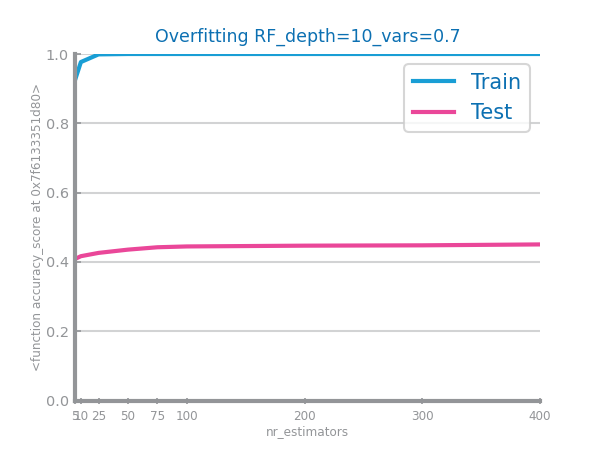 Overfitting RF_depth=10_vars=0.7
1.0
0.8
0.6
0.4
0.2
0.0
<function accuracy_score at 0x7f6133351d80>
Train
Test
5 10 25 50 75 100 200 300 400
nr_estimators